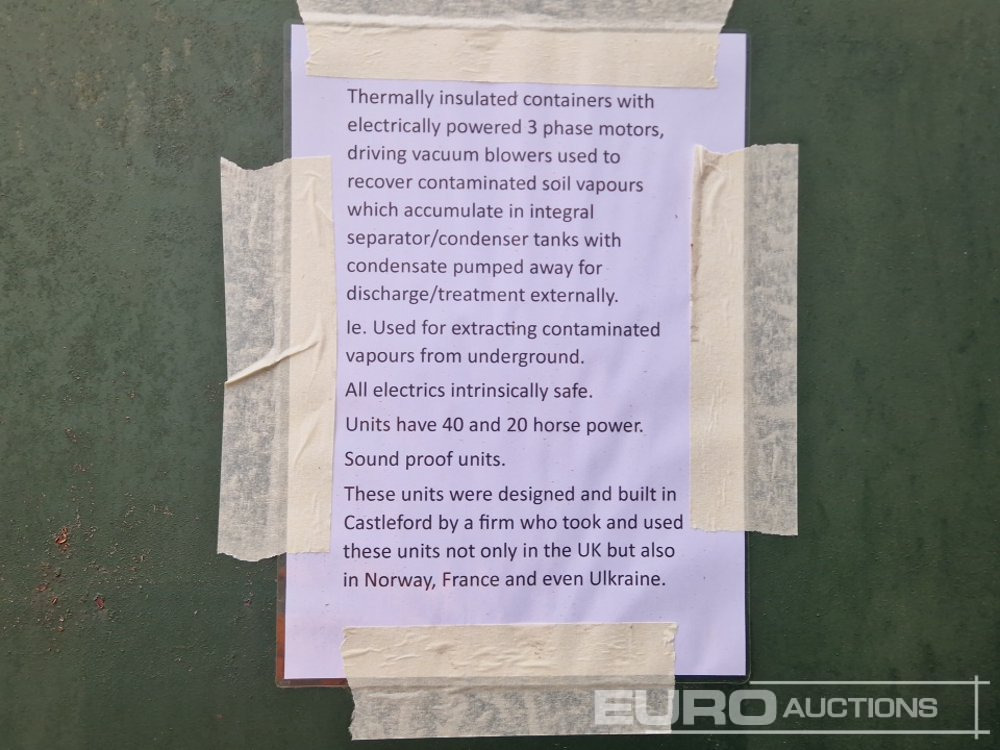 Thermally insulated containers with
electrically powered 3 phase motors,
driving vacuum blowers used to
recover contaminated soil vapours
which accumulate in integral
separator/condenser tanks with
condensate pumped away for
discharge/treatment externally.
Ie. Used for extracting contaminated
vapours from underground.
All electrics intrinsically safe.
Units have 40 and 20 horse power.
Sound proof units.
These units were designed and built in
Castleford by a firm who took and used
these units not only in the UK but also
in Norway, France and even Ulkraine.
EURO AUCTIONS